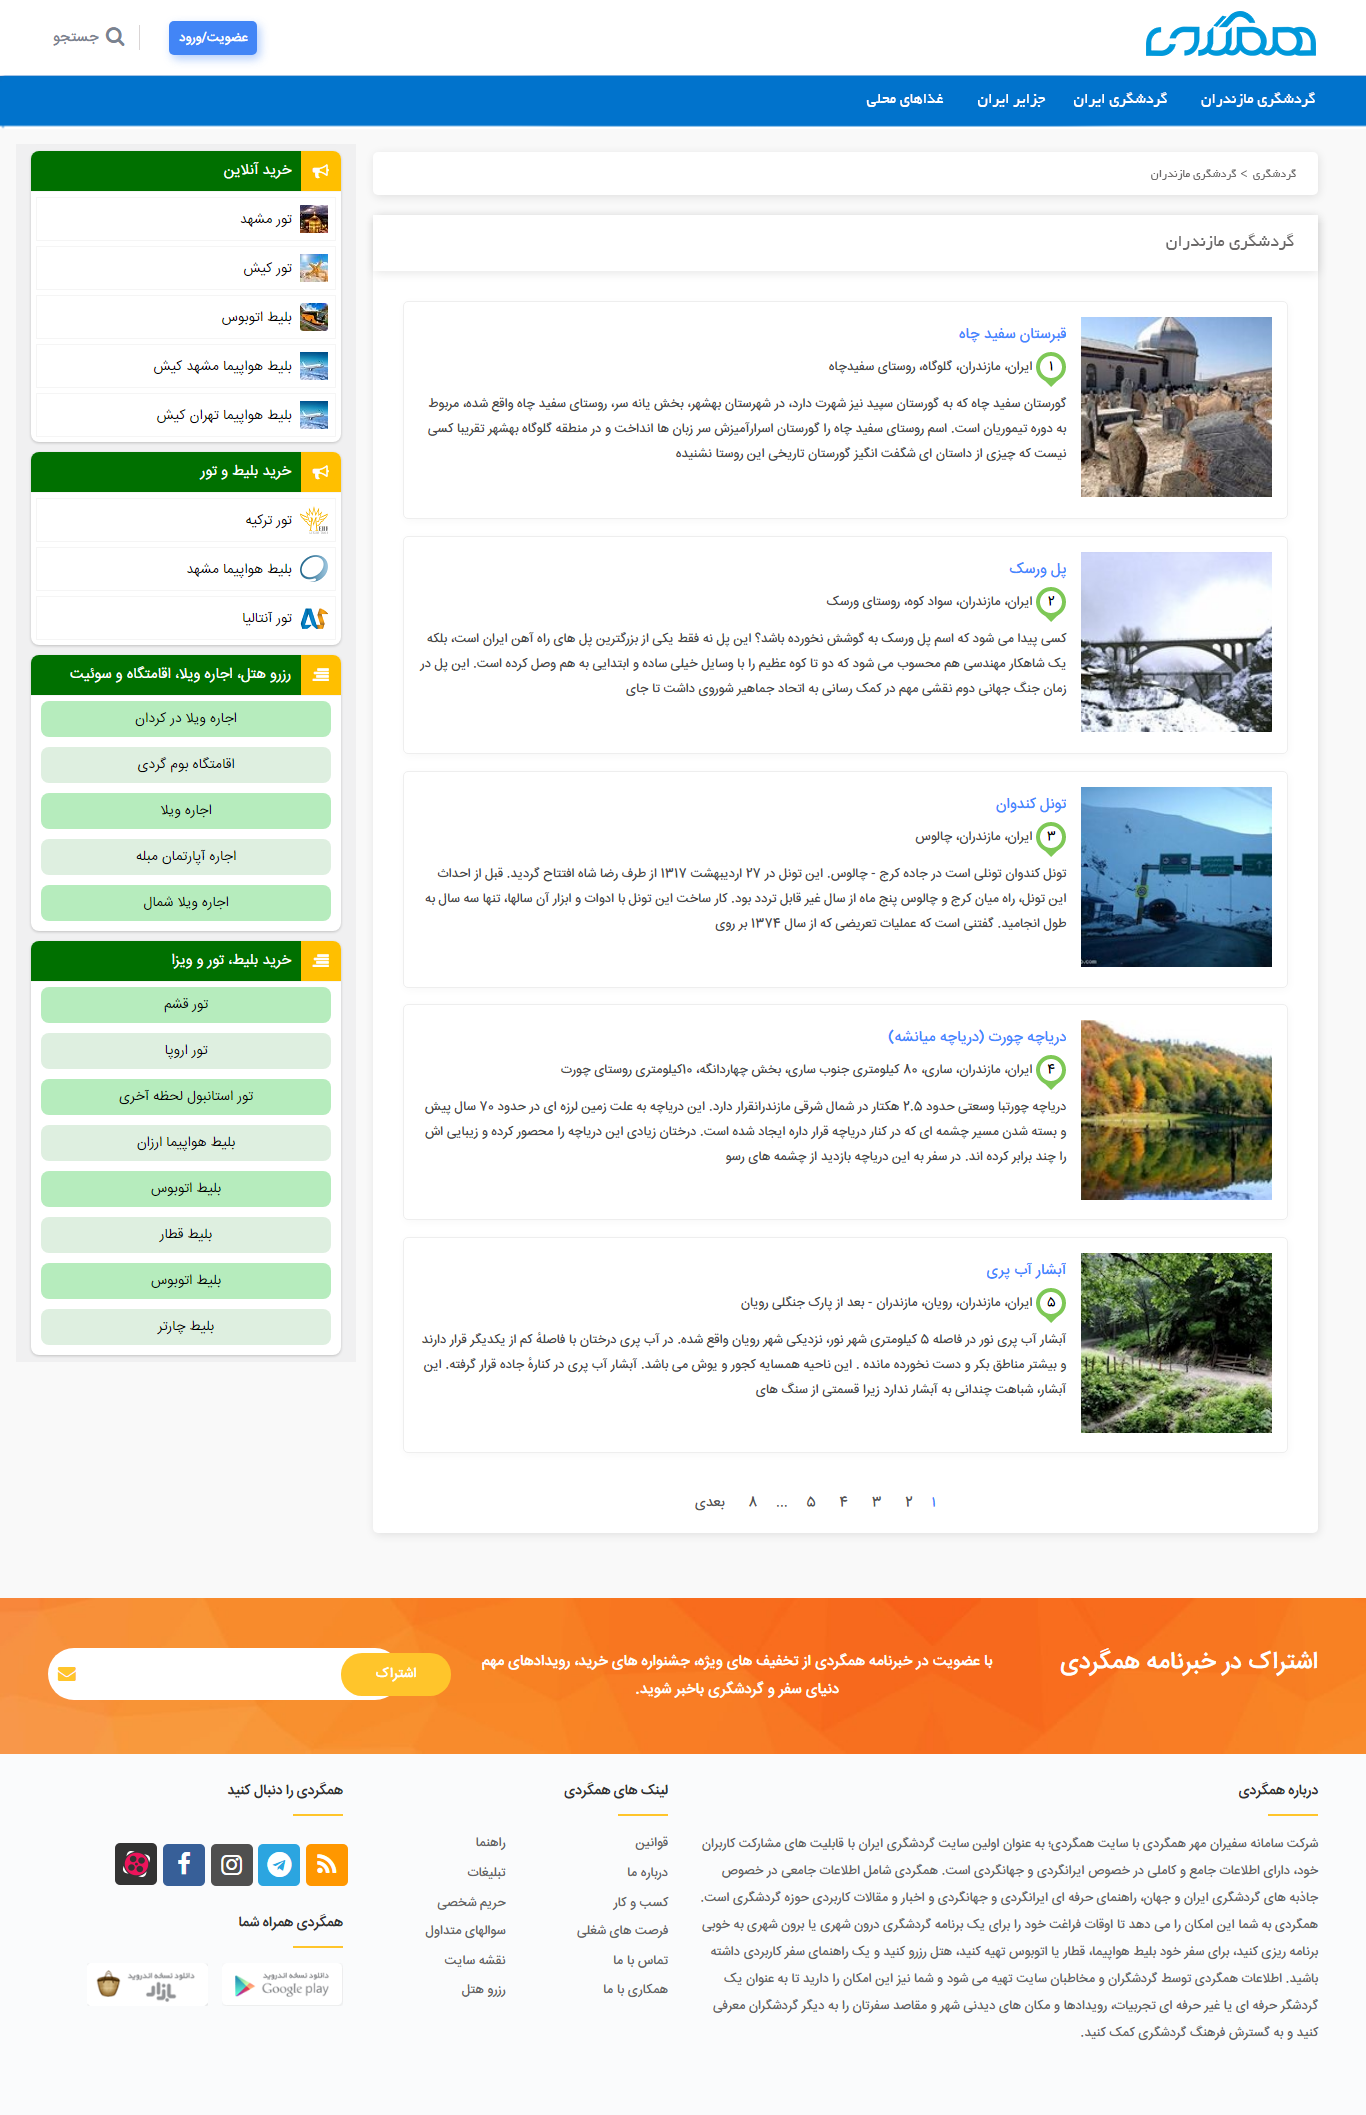 همگردی
عضویت/ورود
جستجو
گردشگری مازندران
گردشگری ایران
جزایر ایران
غذاهای محلی
گردشگری > گردشگری مازندران
گردشگری مازندران
قبرستان سفید چاه
۱ ایران، مازندران، گلوگاه، روستای سفیدچاه
گورستان سفید چاه که به گورستان سپید نیز شهرت دارد، در شهرستان بهشهر، بخش یانه سر، روستای سفید چاه واقع شده، مربوط
به دوره تیموریان است. اسم روستای سفید چاه را گورستان اسرارآمیزش سر زبان ها انداخت و در منطقه گلوگاه بهشهر تقریبا کسی
نیست که چیزی از داستان ای شگفت انگیز گورستان تاریخی این روستا نشنیده
پل ورسک
۲ ایران، مازندران، سواد کوه، روستای ورسک
کسی پیدا می شود که اسم پل ورسک به گوشش نخورده باشد؟ این پل نه فقط یکی از بزرگترین پل های راه آهن ایران است، بلکه
یک شاهکار مهندسی هم محسوب می شود که دو تا کوه عظیم را با وسایل خیلی ساده و ابتدایی به هم وصل کرده است. این پل در
زمان جنگ جهانی دوم نقشی مهم در کمک رسانی به اتحاد جماهیر شوروی داشت تا جای
تونل کندوان
۳ ایران، مازندران، چالوس
تونل کندوان تونلی است در جاده کرج - چالوس. این تونل در ۲۷ اردیبهشت ۱۳۱۷ از طرف رضا شاه افتتاح گردید. قبل از احداث
این تونل، راه میان کرج و چالوس پنج ماه از سال غیر قابل تردد بود. کار ساخت این تونل با ادوات و ابزار آن سالها، تنها سه سال به
طول انجامید. گفتنی است که عملیات تعریضی که از سال ۱۳۷۴ بر روی
دریاچه چورت (دریاچه میانشه)
۴ ایران، مازندران، ساری، ۸۰ کیلومتری جنوب ساری، بخش چهاردانگه، ۱۰کیلومتری روستای چورت
دریاچه چورتبا وسعتی حدود ۲.۵ هکتار در شمال شرقی مازندرانقرار دارد. این دریاچه به علت زمین لرزه ای در حدود ۷۰ سال پیش
و بسته شدن مسیر چشمه ای که در کنار دریاچه قرار داره ایجاد شده است. درختان زیادی این دریاچه را محصور کرده و زیبایی اش
را چند برابر کرده اند. در سفر به این دریاچه بازدید از چشمه های رسو
آبشار آب پری
۵ ایران، مازندران، رویان، مازندران - بعد از پارک جنگلی رویان
آبشار آب پری نور در فاصله ۵ کیلومتری شهر نور، نزدیکی شهر رویان واقع شده. در آب پری درختان با فاصلهٔ کم از یکدیگر قرار دارند
و بیشتر مناطق بکر و دست نخورده مانده . این ناحیه همسایه کجور و یوش می باشد. آبشار آب پری در کنارهٔ جاده قرار گرفته. این
آبشار، شباهت چندانی به آبشار ندارد زیرا قسمتی از سنگ های
۱ ۲ ۳ ۴ ۵ ... ۸ بعدی
خرید آنلاین
تور مشهد
تور کیش
بلیط اتوبوس
بلیط هواپیما مشهد کیش
بلیط هواپیما تهران کیش
خرید بلیط و تور
تور ترکیه
بلیط هواپیما مشهد
تور آنتالیا
رزرو هتل، اجاره ویلا، اقامتگاه و سوئیت
اجاره ویلا در کردان
اقامتگاه بوم گردی
اجاره ویلا
اجاره آپارتمان مبله
اجاره ویلا شمال
خرید بلیط، تور و ویزا
تور قشم
تور اروپا
تور استانبول لحظه آخری
بلیط هواپیما ارزان
بلیط اتوبوس
بلیط قطار
بلیط اتوبوس
بلیط چارتر
اشتراک در خبرنامه همگردی
با عضویت در خبرنامه همگردی از تخفیف های ویژه، جشنواره های خرید، رویدادهای مهم
دنیای سفر و گردشگری باخبر شوید.
اشتراک
درباره همگردی
شرکت سامانه سفیران مهر همگردی با سایت همگردی؛ به عنوان اولین سایت گردشگری ایران با قابلیت های مشارکت کاربران
خود، دارای اطلاعات جامع و کاملی در خصوص ایرانگردی و جهانگردی است. همگردی شامل اطلاعات جامعی در خصوص
جاذبه های گردشگری ایران و جهان، راهنمای حرفه ای ایرانگردی و جهانگردی و اخبار و مقالات کاربردی حوزه گردشگری است.
همگردی به شما این امکان را می دهد تا اوقات فراغت خود را برای یک برنامه گردشگری درون شهری یا برون شهری به خوبی
برنامه ریزی کنید، برای سفر خود بلیط هواپیما، قطار یا اتوبوس تهیه کنید، هتل رزرو کنید و یک راهنمای سفر کاربردی داشته
باشید. اطلاعات همگردی توسط گردشگران و مخاطبان سایت تهیه می شود و شما نیز این امکان را دارید تا به عنوان یک
گردشگر حرفه ای یا غیر حرفه ای تجربیات، رویدادها و مکان های دیدنی شهر و مقاصد سفرتان را به دیگر گردشگران معرفی
کنید و به گسترش فرهنگ گردشگری کمک کنید.
لینک های همگردی
قوانین
درباره ما
کسب و کار
فرصت های شغلی
تماس با ما
همکاری با ما
راهنما
تبلیغات
حریم شخصی
سوالهای متداول
نقشه سایت
رزرو هتل
همگردی را دنبال کنید
همگردی همراه شما
دانلود نسخه اندروید
Google play
دانلود نسخه اندروید
بازار